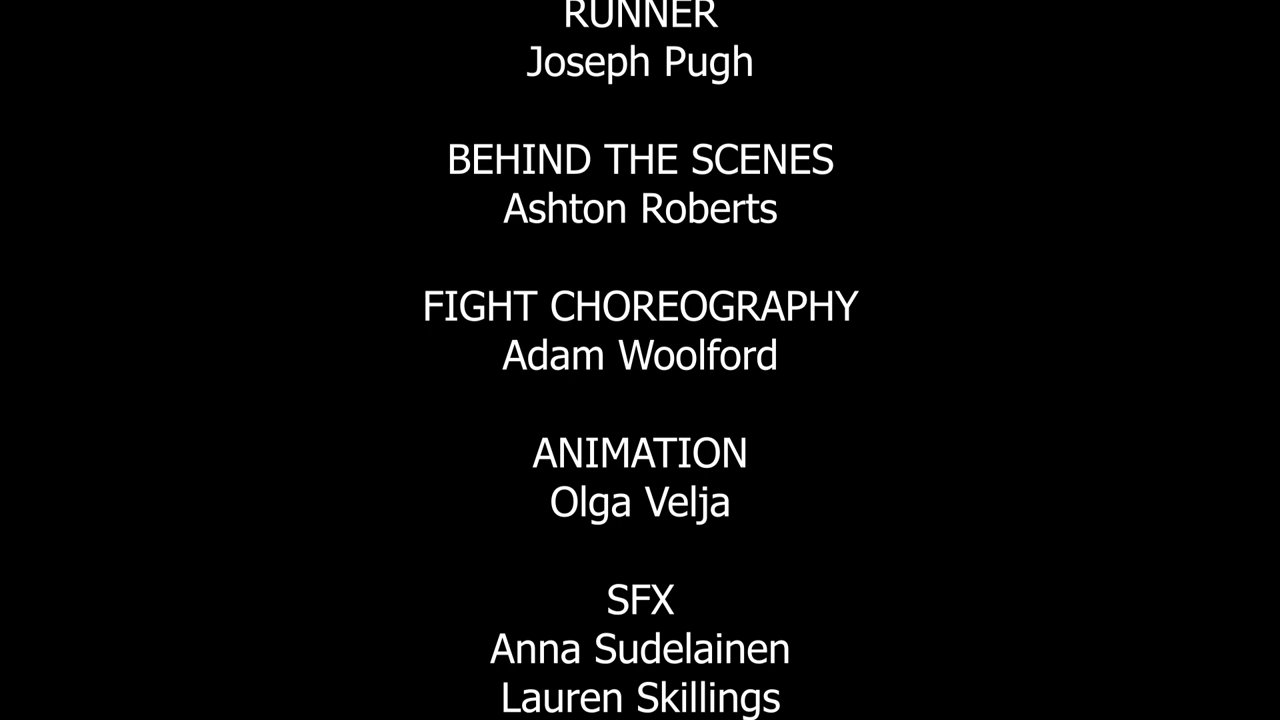 RUNNER
Joseph Pugh
BEHIND THE SCENES
Ashton Roberts
FIGHT CHOREOGRAPHY
Adam Woolford
ANIMATION
Olga Velja
SFX
Anna Sudelainen
Lauren Skillings